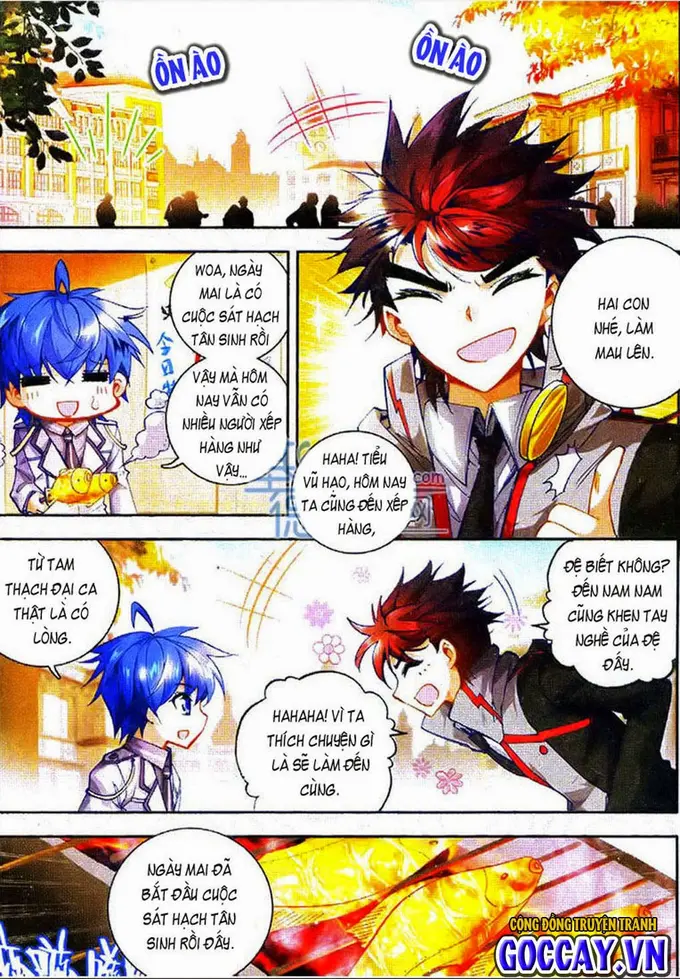 ỒN ÀO
ỒN ÀO
WOA, NGÀY
MAI LÀ CÓ
CUỘC SÁT HẠCH
TÂN SINH RỒI
VẬY MÀ HÔM
NAY VẪN CÓ
NHIỀU NGƯỜI XẾP
HÀNG NHƯ
VẬY...
HAI CON
NHÉ, LÀM
MAU LÊN.
HAHA! TIỂU
VŨ HẠO, HÔM NAY
TA CŨNG ĐẾN XẾP
HÀNG,
TỪ TAM
THẠCH ĐẠI CA
THẬT LÀ CÓ
LÒNG.
ĐỆ BIẾT KHÔNG?
ĐẾN NAM NAM
CŨNG KHEN TAY
NGHỀ CỦA ĐỆ
ĐẤY.
HAHAHA! VÌ TA
THÍCH CHUYỆN GÌ
LÀ SẼ LÀM ĐẾN
CÙNG.
NGÀY MAI ĐÃ
BẮT ĐẦU CUỘC
SÁT HẠCH TÂN
SINH RỒI ĐẤY.
CỘNG ĐỒNG TRUYỆN TRANH
GOCCAY.VN